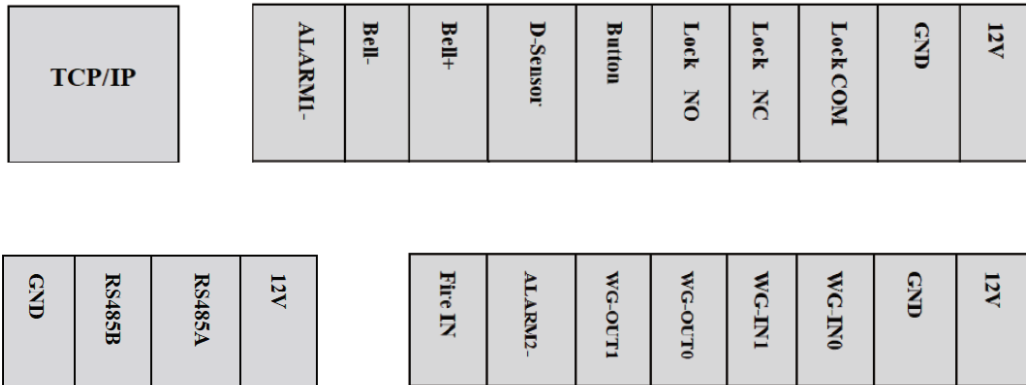 TCP/IP
ALARM1-
Bell-
Bell+
D-Sensor
Button
Lock NO
Lock NC
Lock COM
GND
12V
GND
RS485B
RS485A
12V
Fire IN
ALARM2-
WG-OUT1
WG-OUT0
WG-IN1
WG-IN0
GND
12V